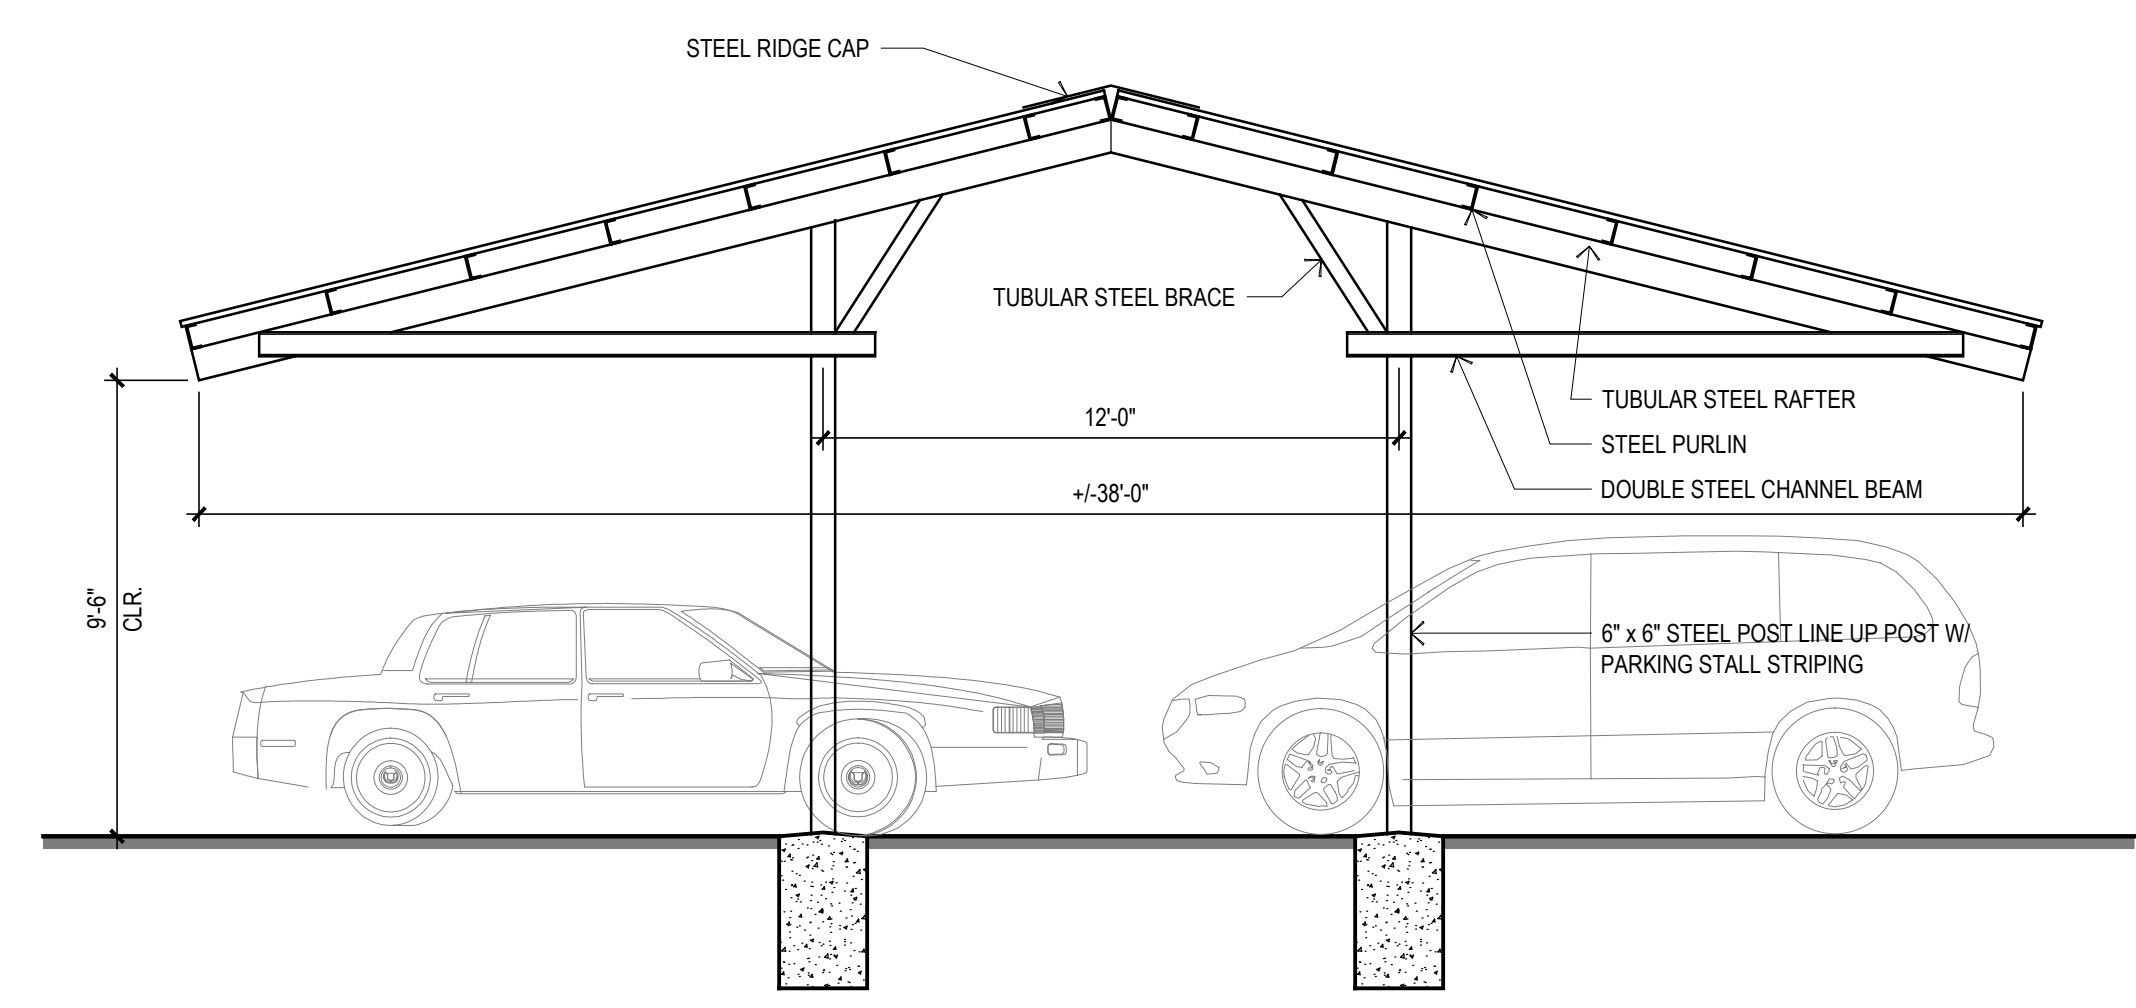 STEEL RIDGE CAP
TUBULAR STEEL BRACE
TUBULAR STEEL RAFTER
12'-0"
STEEL PURLIN
+/-38'-0"
DOUBLE STEEL CHANNEL BEAM
9'-6"
CLR.
6" x 6" STEEL POST LINE UP POST W/
PARKING STALL STRIPING